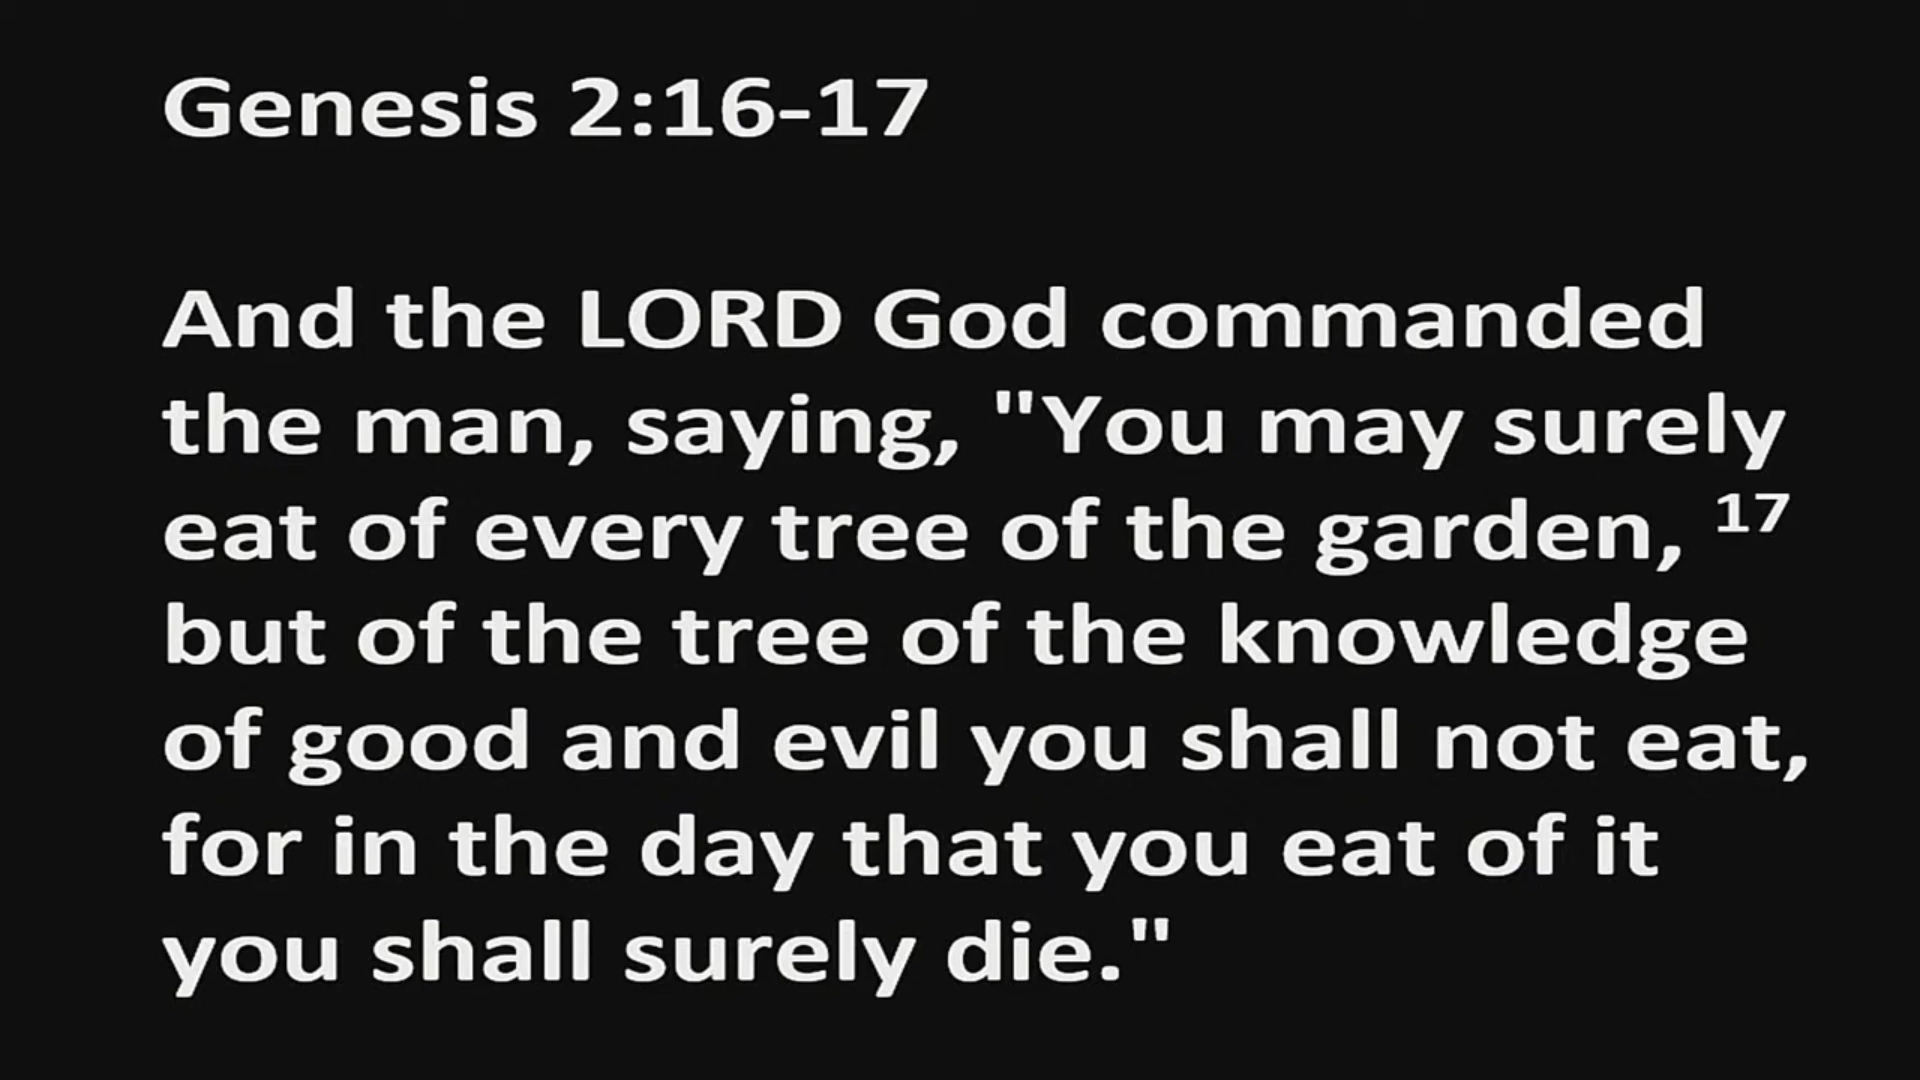 Genesis 2:16-17
And the LORD God commanded
the man, saying, "You may surely
eat of every tree of the garden, 17
but of the tree of the knowledge
of good and evil you shall not eat,
for in the day that you eat of it
you shall surely die."